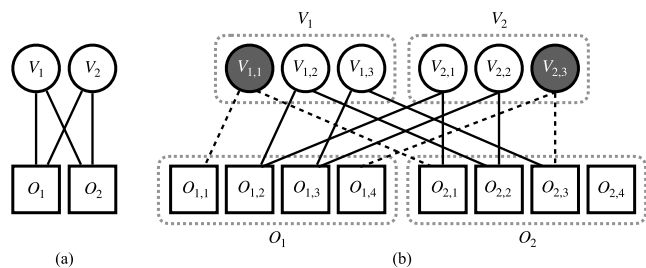 V1 V2
V1 V2 V1,1 V1,2 V1,3 V2,1 V2,2 V2,3
O1 O2 O1,1 O1,2 O1,3 O1,4 O2,1 O2,2 O2,3 O2,4
O1 O2
(a) (b)